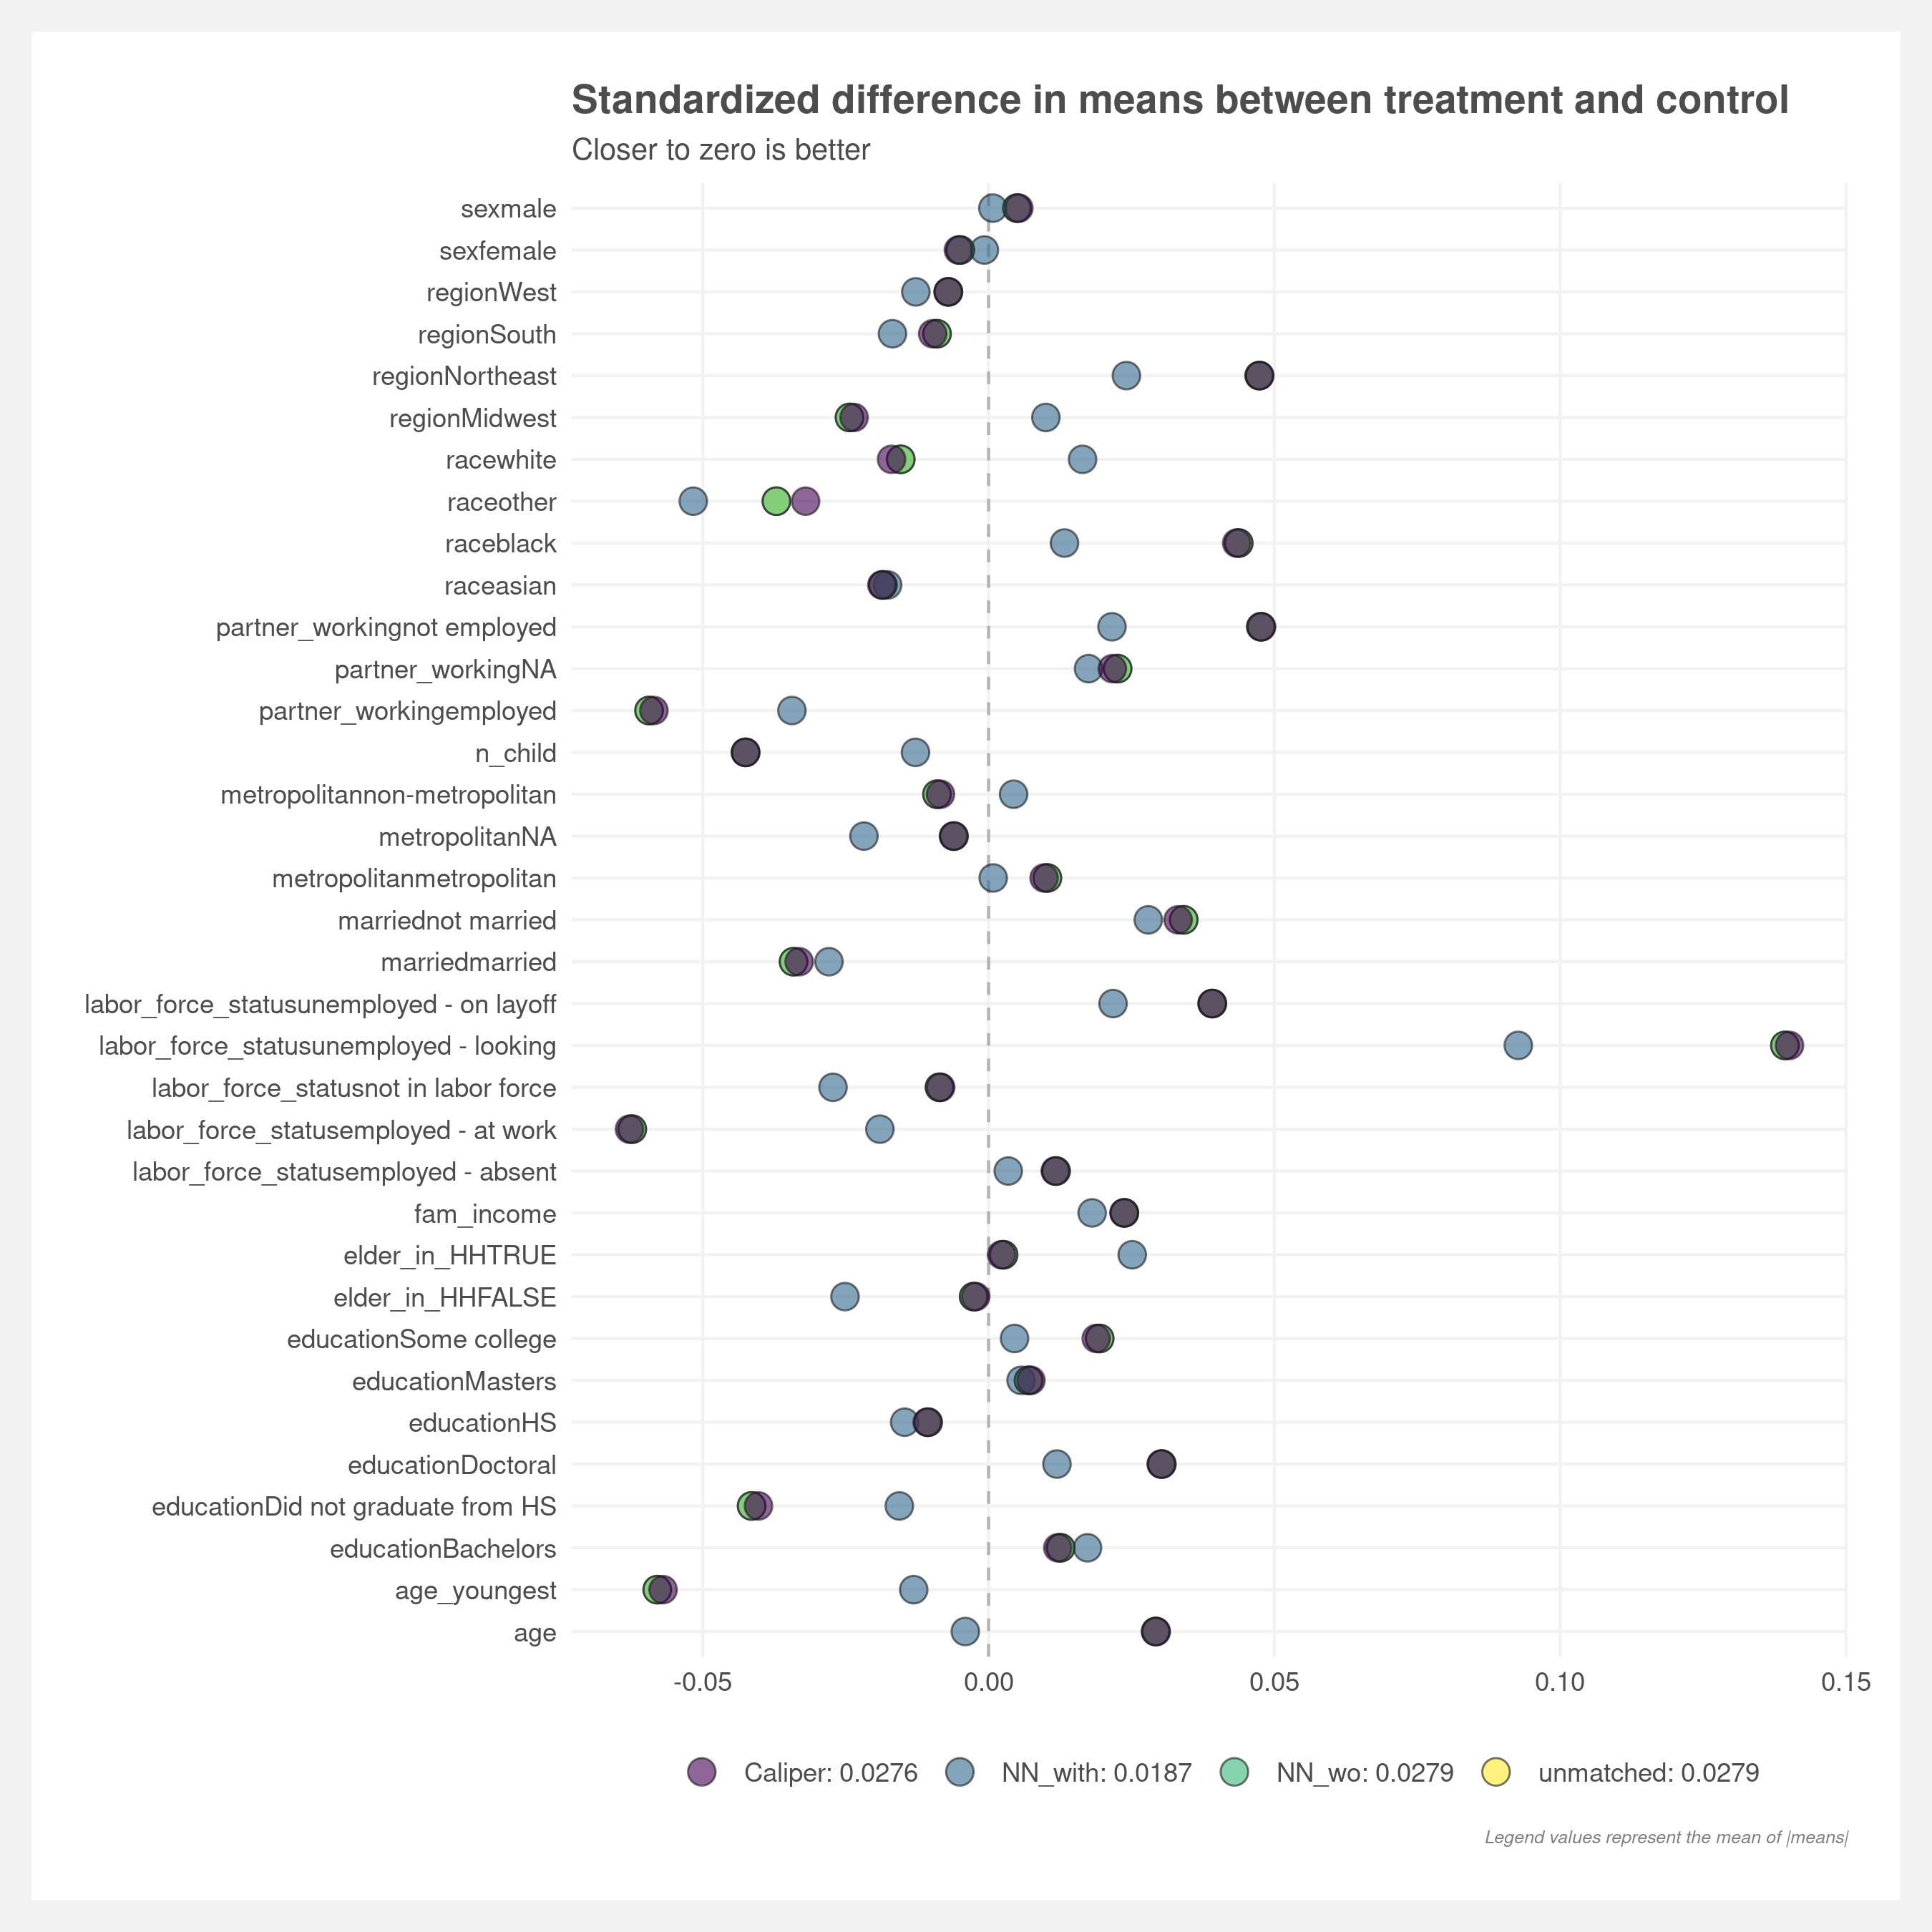 Standardized difference in means between treatment and control
Closer to zero is better
sexmale
sexfemale
regionWest
regionSouth
regionNortheast
regionMidwest
racewhite
raceother
raceblack
raceasian
partner_workingnot employed
partner_workingNA
partner_workingemployed
n_child
metropolitannon-metropolitan
metropolitanNA
metropolitanmetropolitan
marriednot married
marriedmarried
labor_force_statusunemployed - on layoff
labor_force_statusunemployed - looking
labor_force_statusnot in labor force
labor_force_statusemployed - at work
labor_force_statusemployed - absent
fam_income
elder_in_HHTRUE
elder_in_HHFALSE
educationSome college
educationMasters
educationHS
educationDoctoral
educationDid not graduate from HS
educationBachelors
age_youngest
age
-0.05 0.00 0.05 0.10 0.15
Caliper: 0.0276 NN_with: 0.0187 NN_wo: 0.0279 unmatched: 0.0279
Legend values represent the mean of |means|